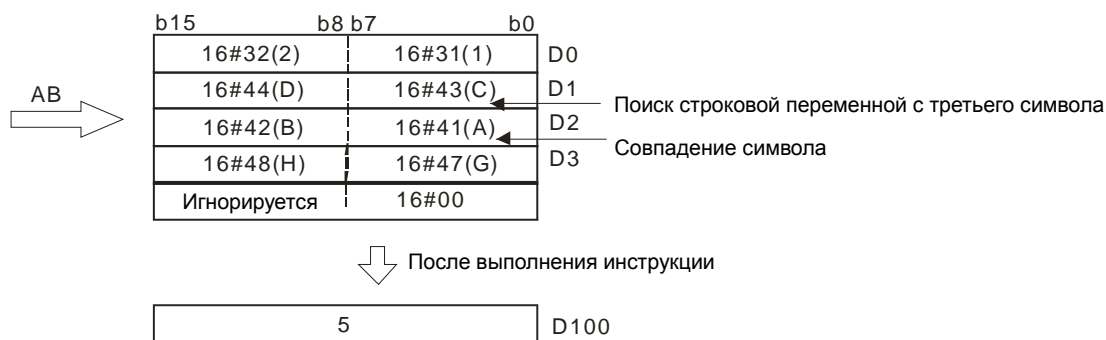 b15 b8 b7 b0
16#32(2) 16#31(1) D0
16#44(D) 16#43(C) D1
AB
Поиск строковой переменной с третьего символа
16#42(B) 16#41(A) D2
Совпадение символа
16#48(H) 16#47(G) D3
Игнорируется 16#00
После выполнения инструкции
5 D100